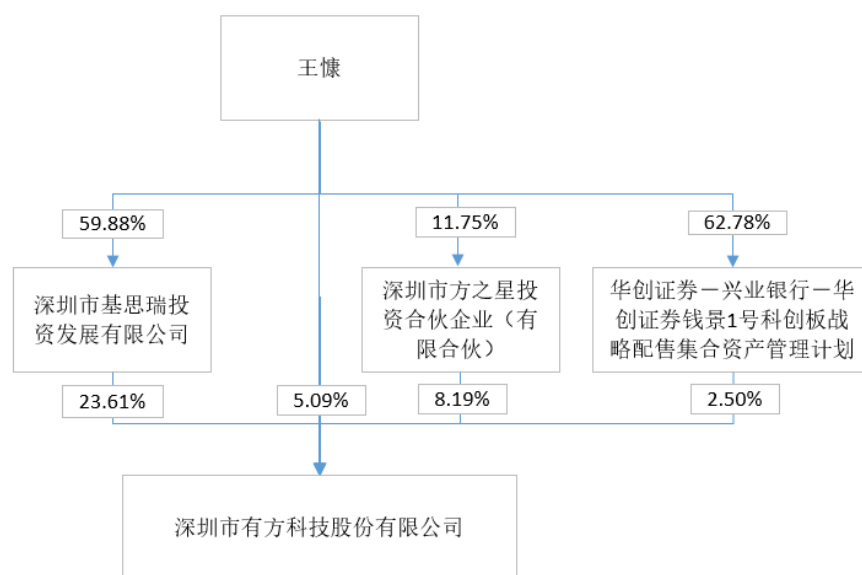 王慷
59.88%
11.75%
62.78%
深圳市基思瑞投
资发展有限公司
深圳市方之星投
资合伙企业（有
限合伙）
华创证券－兴业银行－华
创证券钱景1号科创板战
略配售集合资产管理计划
23.61%
5.09%
8.19%
2.50%
深圳市有方科技股份有限公司